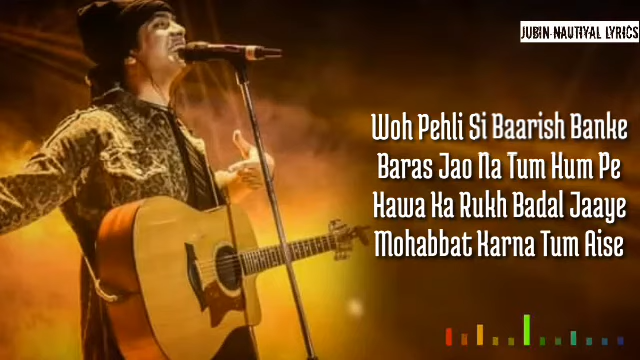 JUBIN NAUTIYAL LYRICS
Woh Pehli Si Baarish Banke
Baras Jao Na Tum Hum Pe
Hawa Ka Rukh Badal Jaaye
Mohabbat Karna Tum Aise